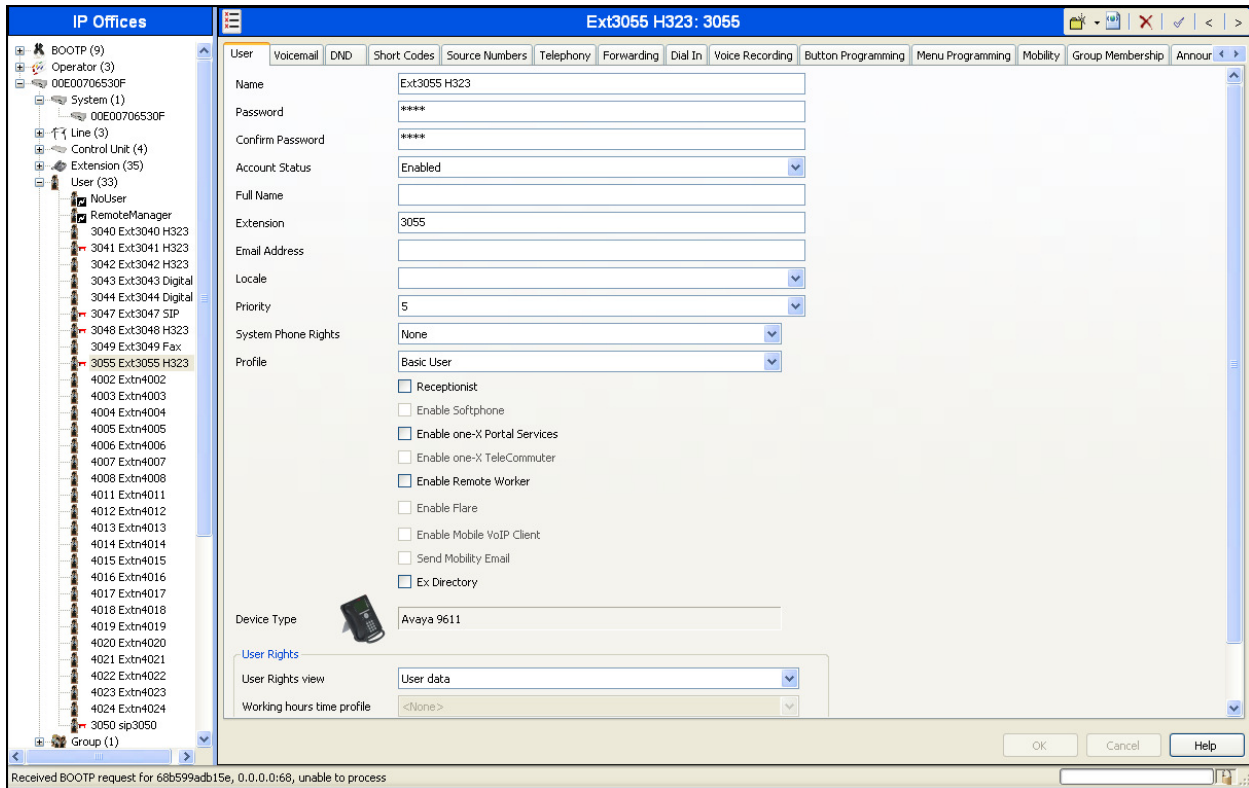 IP Offices
BOOTP (9)
Operator (3)
00E00706530F
System (1)
00E00706530F
Line (3)
Control Unit (4)
Extension (35)
User (33)
NoUser
RemoteManager
3040 Ext3040 H323
3041 Ext3041 H323
3042 Ext3042 H323
3043 Ext3043 Digital
3044 Ext3044 Digital
3047 Ext3047 SIP
3048 Ext3048 H323
3049 Ext3049 Fax
3055 Ext3055 H323
4002 Extn4002
4003 Extn4003
4004 Extn4004
4005 Extn4005
4006 Extn4006
4007 Extn4007
4008 Extn4008
4011 Extn4011
4012 Extn4012
4013 Extn4013
4014 Extn4014
4015 Extn4015
4016 Extn4016
4017 Extn4017
4018 Extn4018
4019 Extn4019
4020 Extn4020
4021 Extn4021
4022 Extn4022
4023 Extn4023
4024 Extn4024
3050 sip3050
Group (1)
Ext3055 H323: 3055
User Voicemail DND Short Codes Source Numbers Telephony Forwarding Dial In Voice Recording Button Programming Menu Programming Mobility Group Membership Announ
Name Ext3055 H323
Password ****
Confirm Password ****
Account Status Enabled
Full Name
Extension 3055
Email Address
Locale
Priority 5
System Phone Rights None
Profile Basic User
Receptionist
Enable Softphone
Enable one-X Portal Services
Enable one-X TeleCommuter
Enable Remote Worker
Enable Flare
Enable Mobile VoIP Client
Send Mobility Email
Ex Directory
Device Type Avaya 9611
User Rights
User Rights view User data
Working hours time profile <None>
OK Cancel Help
Received BOOTP request for 68b599adb15e, 0.0.0.0:68, unable to process